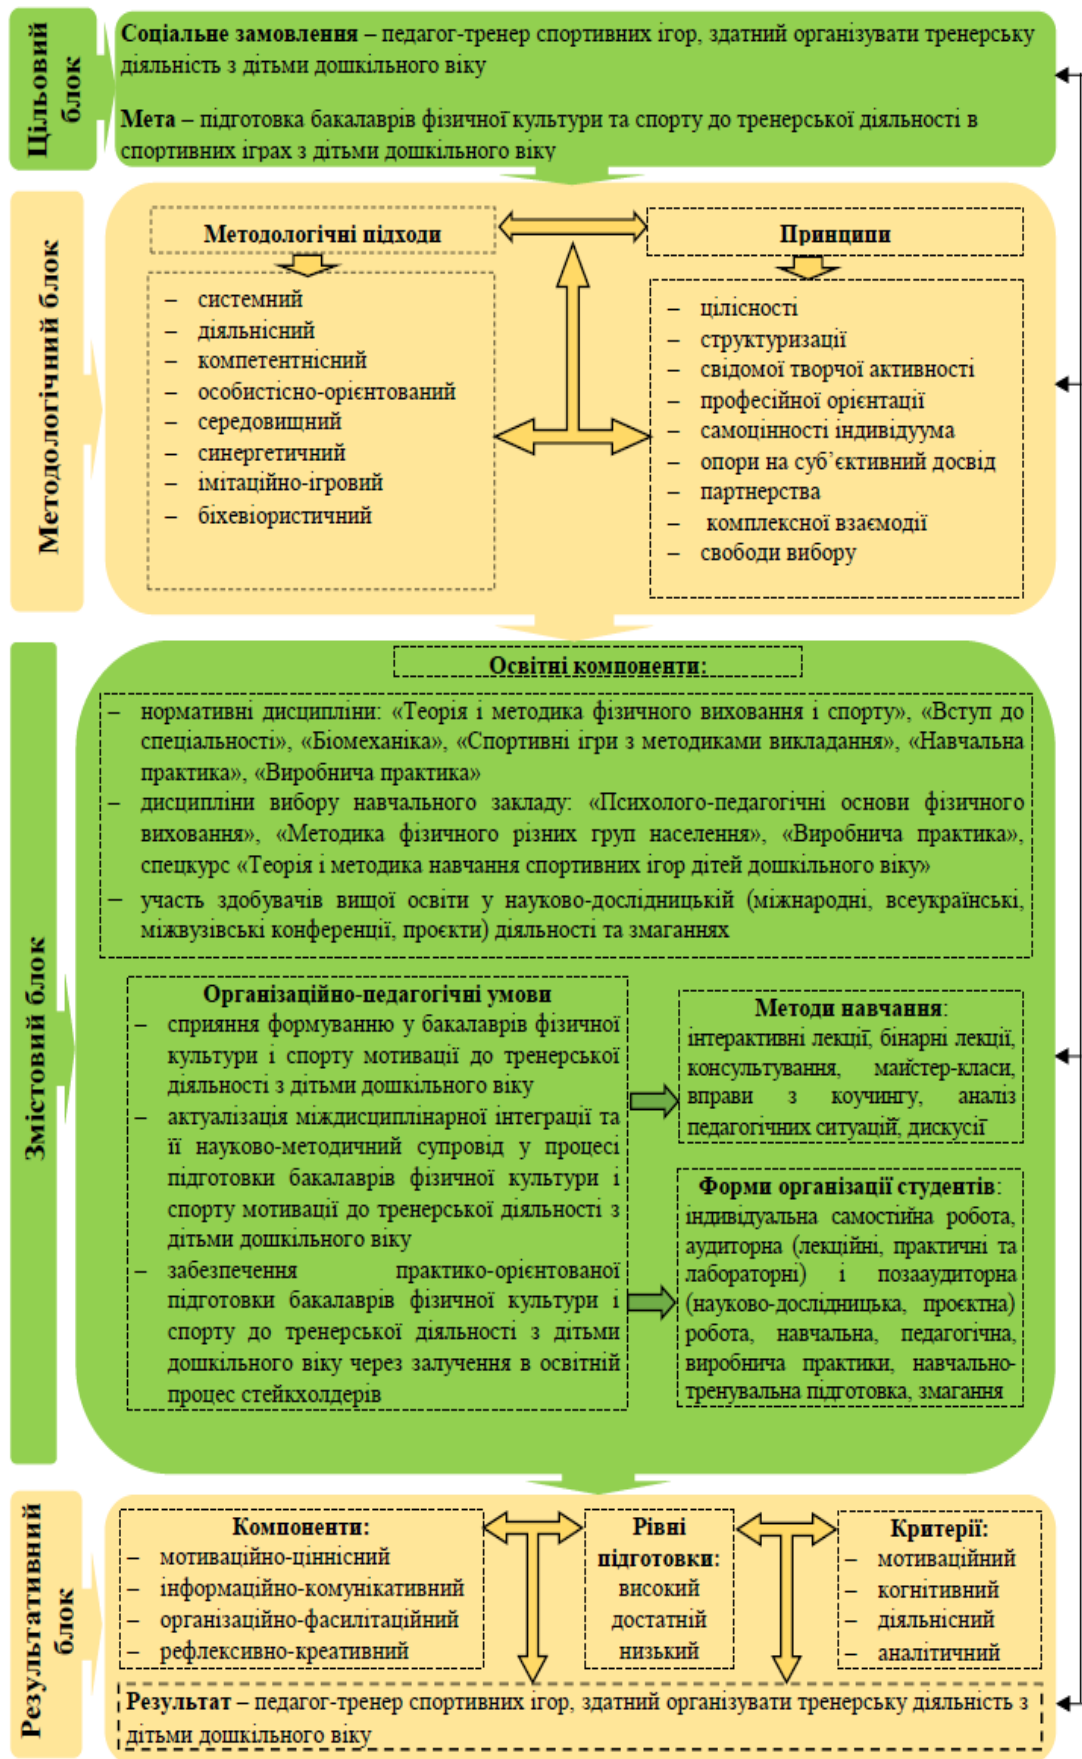 Цільовий
блок
Соціальне замовлення – педагог-тренер спортивних ігор, здатний організувати тренерську
діяльність з дітьми дошкільного віку
Мета – підготовка бакалаврів фізичної культури та спорту до тренерської діяльності в
спортивних іграх з дітьми дошкільного віку
Методологічний блок
Методологічні підходи
– системний
– діяльнісний
– компетентнісний
– особистісно-орієнтований
– середовищний
– синергетичний
– імітаційно-ігровий
– біхевіористичний
Принципи
– цілісності
– структуризації
– свідомої творчої активності
– професійної орієнтації
– самоцінності індивідуума
– опори на суб’єктивний досвід
– партнерства
– комплексної взаємодії
– свободи вибору
Змістовий блок
Освітні компоненти:
– нормативні дисципліни: «Теорія і методика фізичного виховання і спорту», «Вступ до
спеціальності», «Біомеханіка», «Спортивні ігри з методиками викладання», «Навчальна
практика», «Виробнича практика»
– дисципліни вибору навчального закладу: «Психолого-педагогічні основи фізичного
виховання», «Методика фізичного різних груп населення», «Виробнича практика»,
спецкурс «Теорія і методика навчання спортивних ігор дітей дошкільного віку»
– участь здобувачів вищої освіти у науково-дослідницькій (міжнародні, всеукраїнські,
міжвузівські конференції, проєкти) діяльності та змаганнях
Організаційно-педагогічні умови
– сприяння формуванню у бакалаврів фізичної
культури і спорту мотивації до тренерської
діяльності з дітьми дошкільного віку
– актуалізація міждисциплінарної інтеграції та
її науково-методичний супровід у процесі
підготовки бакалаврів фізичної культури і
спорту мотивації до тренерської діяльності з
дітьми дошкільного віку
– забезпечення практико-орієнтованої
підготовки бакалаврів фізичної культури і
спорту до тренерської діяльності з дітьми
дошкільного віку через залучення в освітній
процес стейкхолдерів
Методи навчання:
інтерактивні лекції, бінарні лекції,
консультування, майстер-класи,
вправи з коучингу, аналіз
педагогічних ситуацій, дискусії
Форми організації студентів:
індивідуальна самостійна робота,
аудиторна (лекційні, практичні та
лабораторні) і позааудиторна
(науково-дослідницька, проєктна)
робота, навчальна, педагогічна,
виробнича практики, навчально-
тренувальна підготовка, змагання
Результативний
блок
Компоненти:
– мотиваційно-ціннісний
– інформаційно-комунікативний
– організаційно-фасилітаційний
– рефлексивно-креативний
Рівні
підготовки:
високий
достатній
низький
Критерії:
– мотиваційний
– когнітивний
– діяльнісний
– аналітичний
Результат – педагог-тренер спортивних ігор, здатний організувати тренерську діяльність з
дітьми дошкільного віку